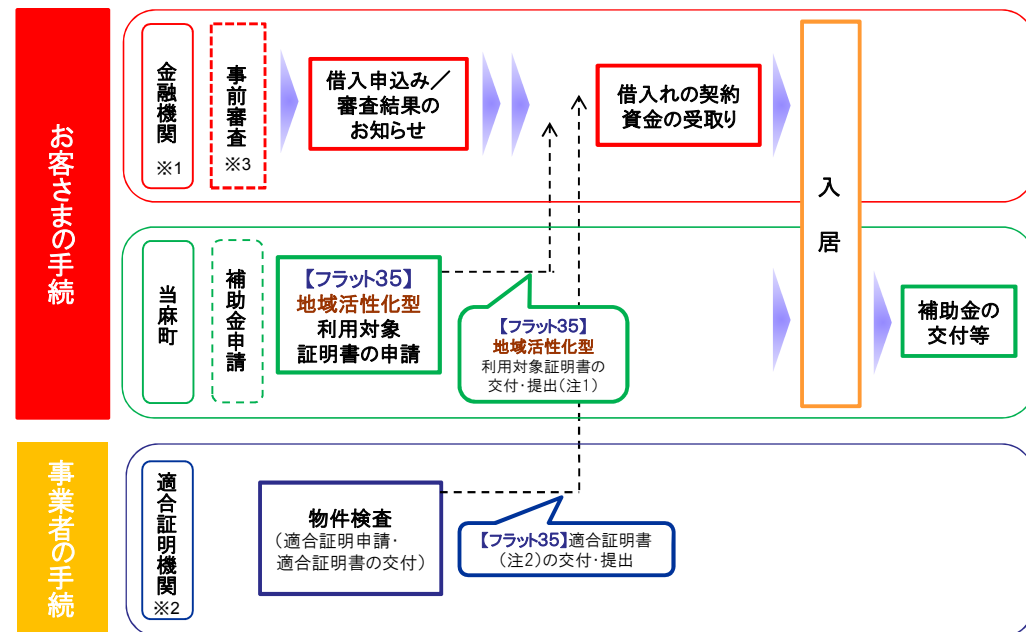 お客さまの手続
金融機関
※1
事前審査
※3
借入申込み／
審査結果の
お知らせ
借入れの契約
資金の受取り
入居
当麻町
補助金申請
【フラット35】
地域活性化型
利用対象
証明書の申請
【フラット35】
地域活性化型
利用対象証明書の
交付・提出(注1)
補助金の
交付等
事業者の手続
適合証明機関
※2
物件検査
(適合証明申請・
適合証明書の交付)
【フラット35】適合証明書
(注2)の交付・提出